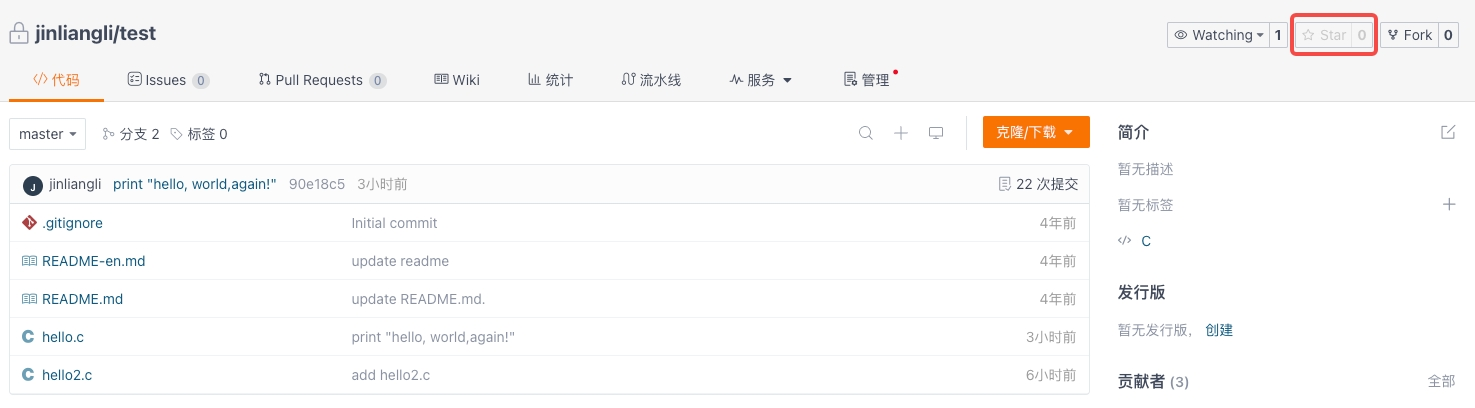 jinliangli/test
Watching 1 Star 0 Fork 0
代码 Issues 0 Pull Requests 0 Wiki 统计 流水线 服务 管理
master 分支 2 标签 0 克隆/下载
J jinliangli print "hello, world,again!" 90e18c5 3小时前 22 次提交
.gitignore Initial commit 4年前
README-en.md update readme 4年前
README.md update README.md. 4年前
C hello.c print "hello, world,again!" 3小时前
C hello2.c add hello2.c 6小时前
简介
暂无描述
暂无标签
C
发行版
暂无发行版， 创建
贡献者 (3) 全部